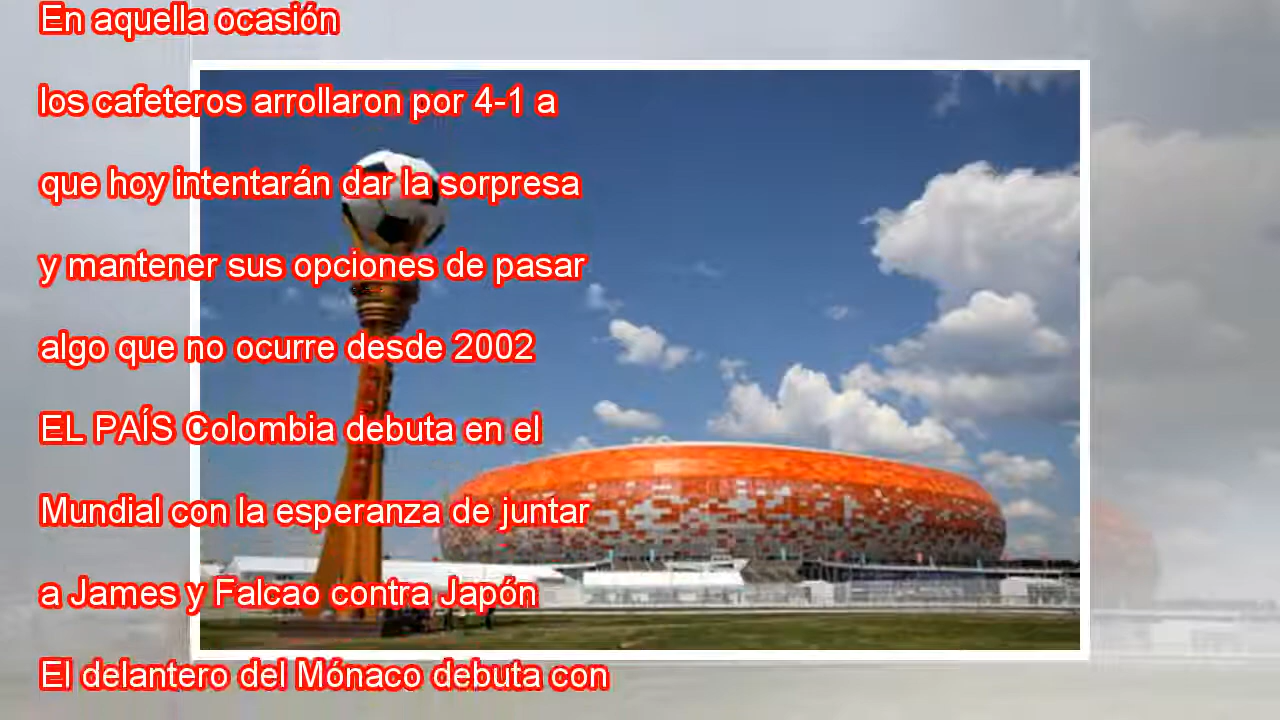 En aquella ocasión
los cafeteros arrollaron por 4-1 a
que hoy intentarán dar la sorpresa
y mantener sus opciones de pasar
algo que no ocurre desde 2002
EL PAÍS Colombia debuta en el
Mundial con la esperanza de juntar
a James y Falcao contra Japón
El delantero del Mónaco debuta con